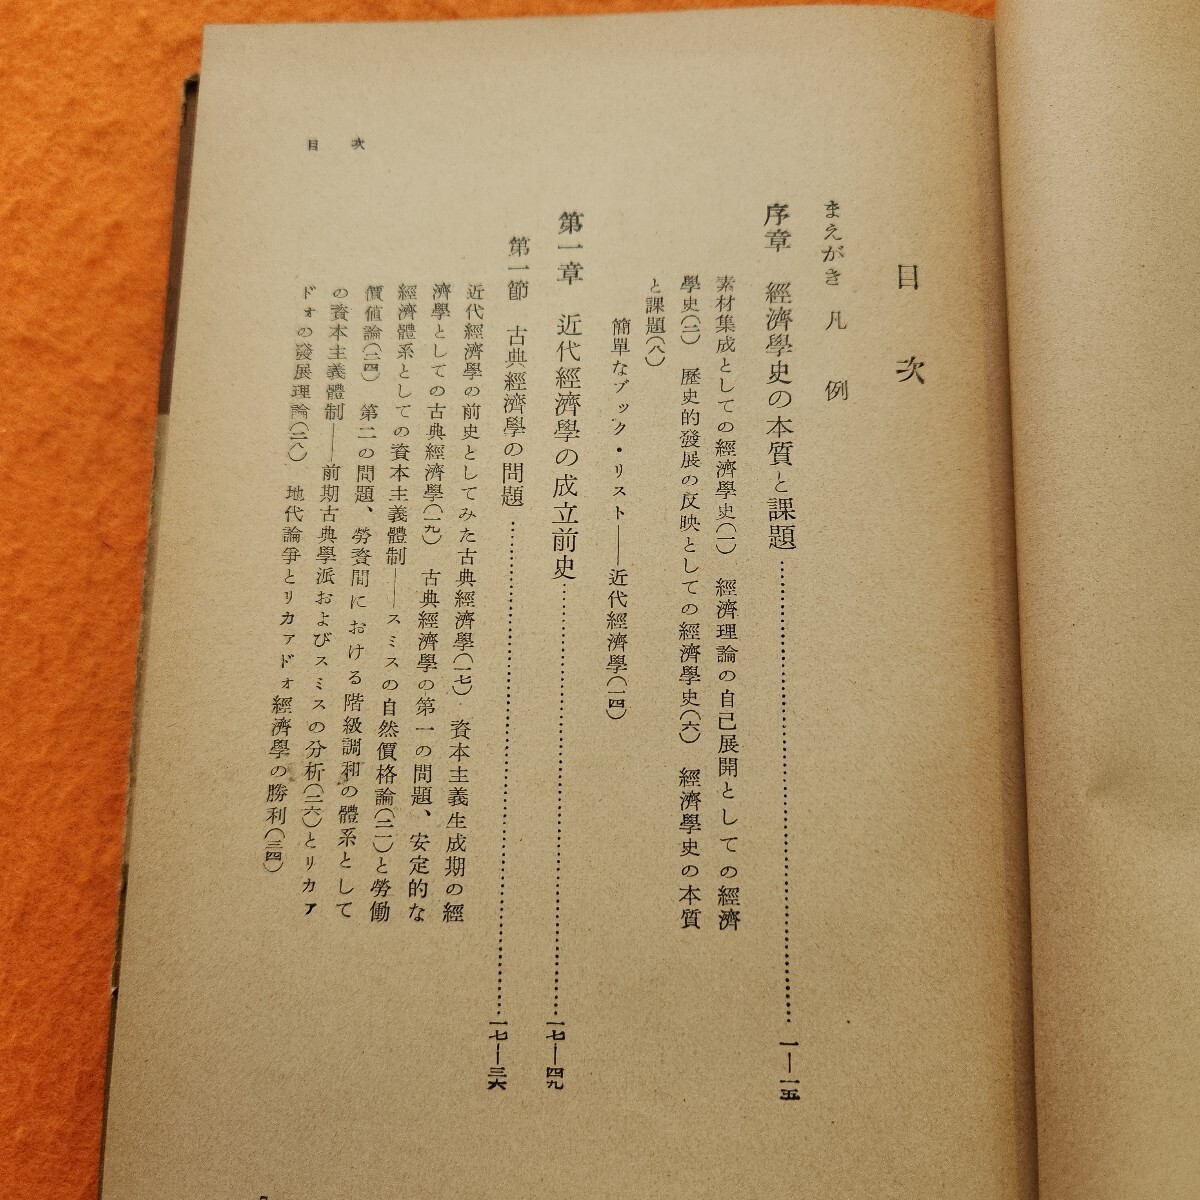 目次
まえがき 凡例
序章 經濟學史の本質と課題……一―一五
素材集成としての經濟學史(一) 經濟理論の自己展開としての經濟
學史(二) 歷史的發展の反映としての經濟學史(六) 經濟學史の本質
と課題(八)
簡單なブック・リスト――近代經濟學(一四)
第一章 近代經濟學の成立前史……一七―四九
第一節 古典經濟學の問題……一七―三六
近代經濟學の前史としてみた古典經濟學(一七) 資本主義生成期の經
濟學としての古典經濟學(一九) 古典經濟學の第一の問題、安定的な
經濟體系としての資本主義體制――スミスの自然價格論(二一)と勞働
價値論(二四) 第二の問題、勞資間における階級調和の體系として
の資本主義體制――前期古典學派およびスミスの分析(二六)とリカア
ドォの發展理論(二八) 地代論爭とリカァドォ經濟學の勝利(三四)
目次